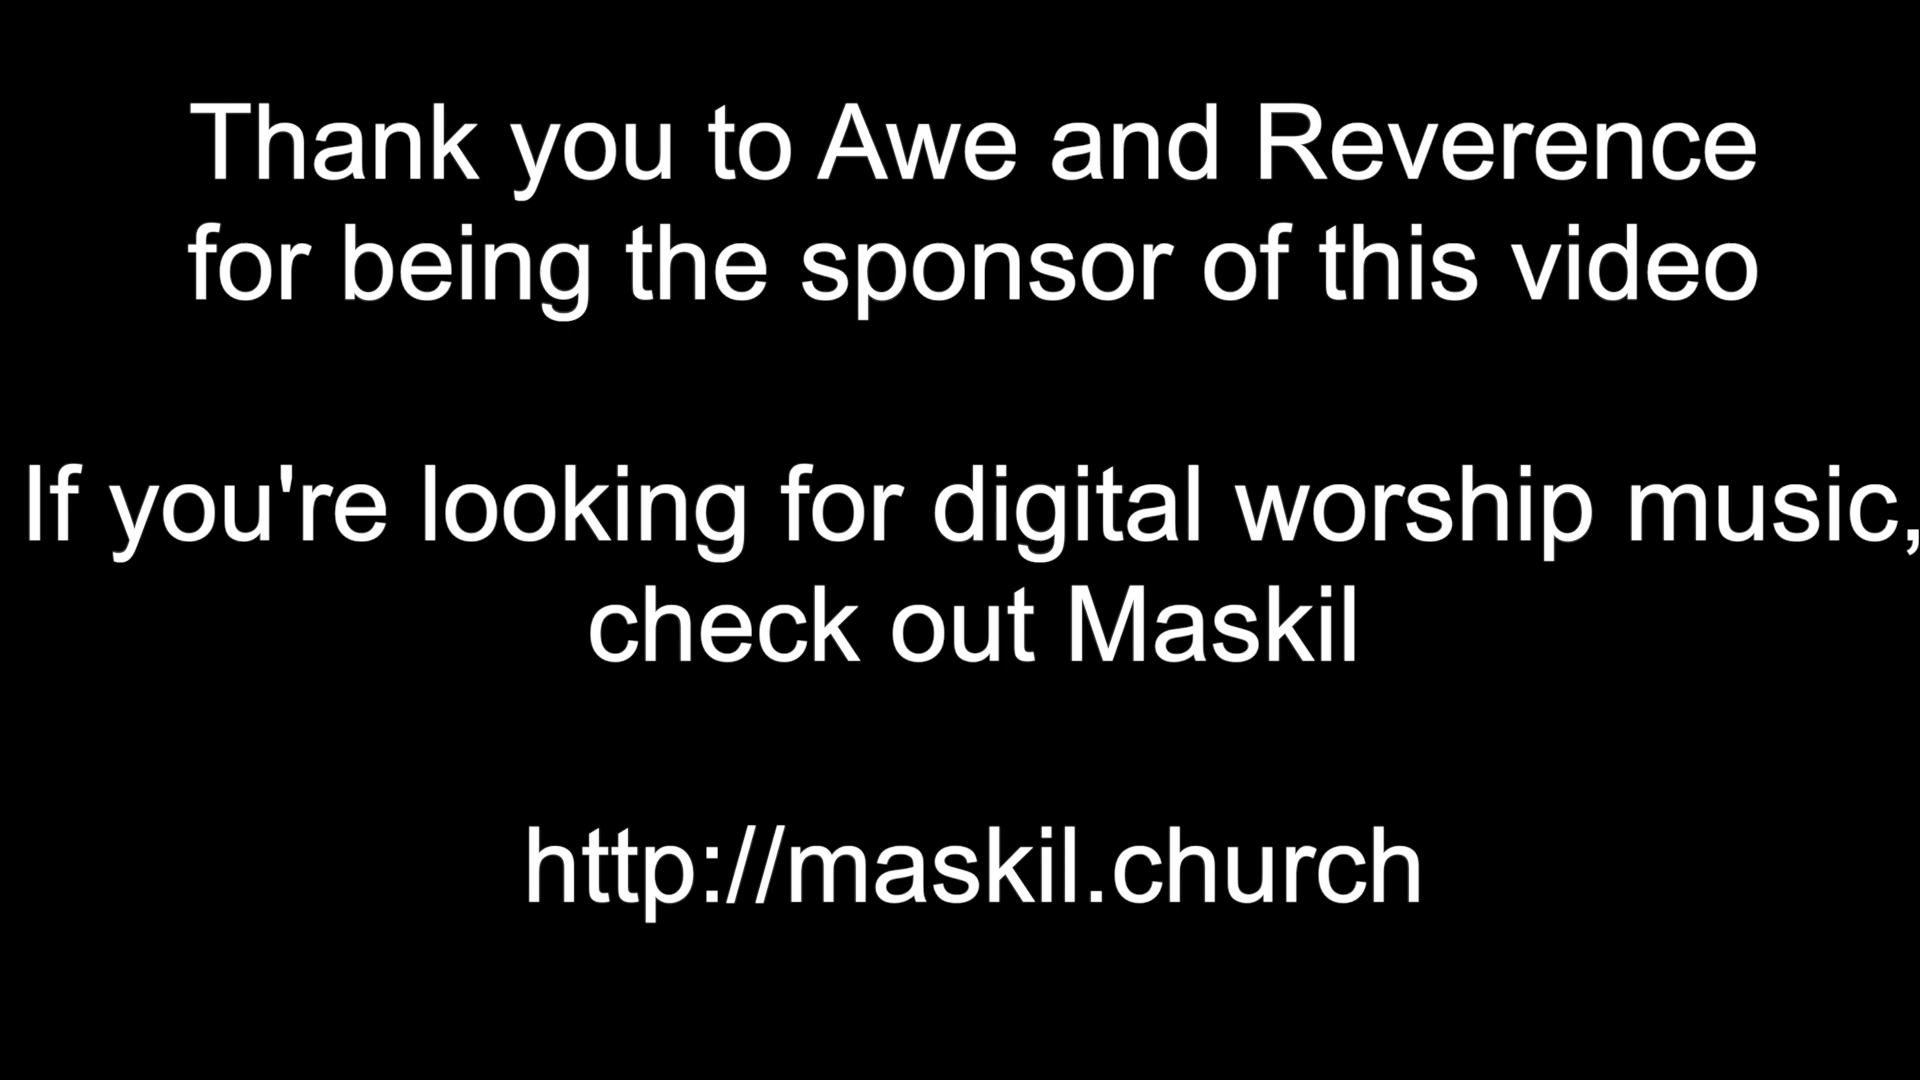 Thank you to Awe and Reverence
for being the sponsor of this video
If you're looking for digital worship music,
check out Maskil
http://maskil.church